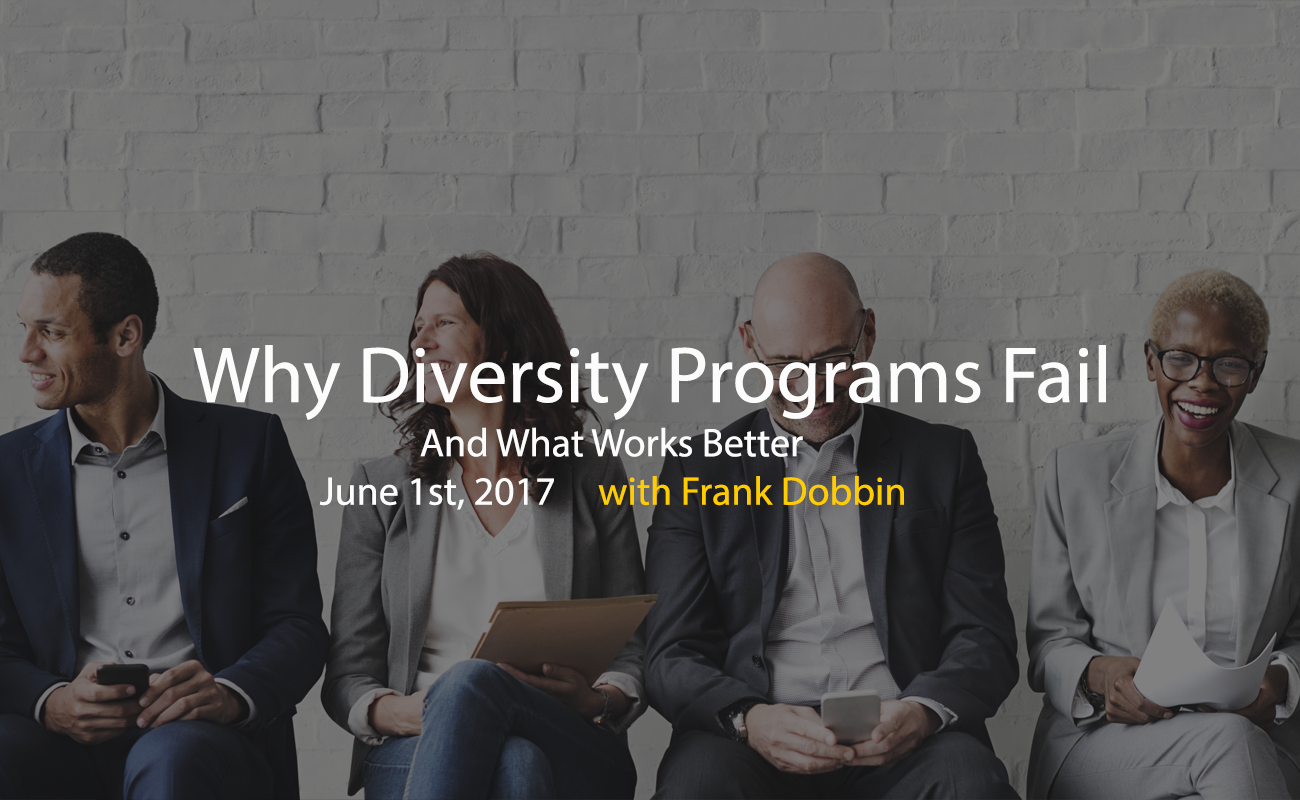 Why Diversity Programs Fail
And What Works Better
June 1st, 2017 with Frank Dobbin